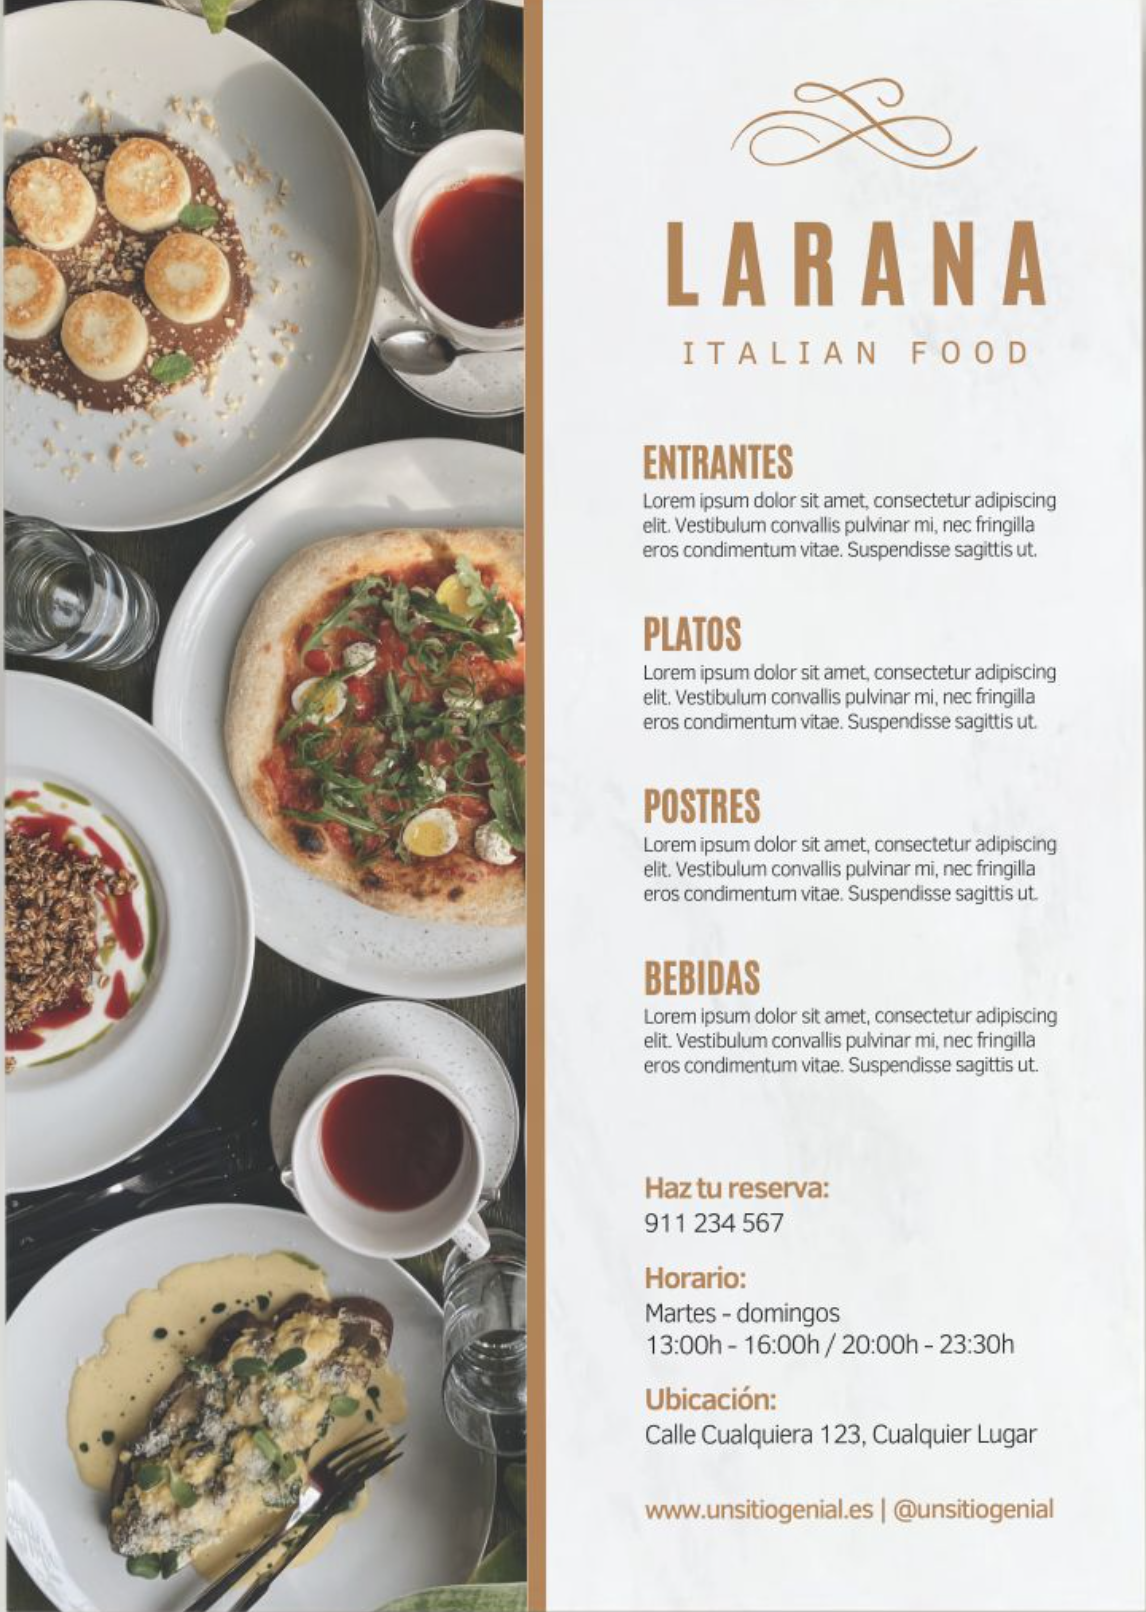 LARANA
ITALIAN FOOD
ENTRANTES
Lorem ipsum dolor sit amet, consectetur adipiscing
elit. Vestibulum convallis pulvinar mi, nec fringilla
eros condimentum vitae. Suspendisse sagittis ut.
PLATOS
Lorem ipsum dolor sit amet, consectetur adipiscing
elit. Vestibulum convallis pulvinar mi, nec fringilla
eros condimentum vitae. Suspendisse sagittis ut.
POSTRES
Lorem ipsum dolor sit amet, consectetur adipiscing
elit. Vestibulum convallis pulvinar mi, nec fringilla
eros condimentum vitae. Suspendisse sagittis ut.
BEBIDAS
Lorem ipsum dolor sit amet, consectetur adipiscing
elit. Vestibulum convallis pulvinar mi, nec fringilla
eros condimentum vitae. Suspendisse sagittis ut.
Haz tu reserva:
911 234 567
Horario:
Martes - domingos
13:00h - 16:00h / 20:00h - 23:30h
Ubicación:
Calle Cualquiera 123, Cualquier Lugar
www.unsitiogenial.es | @unsitiogenial